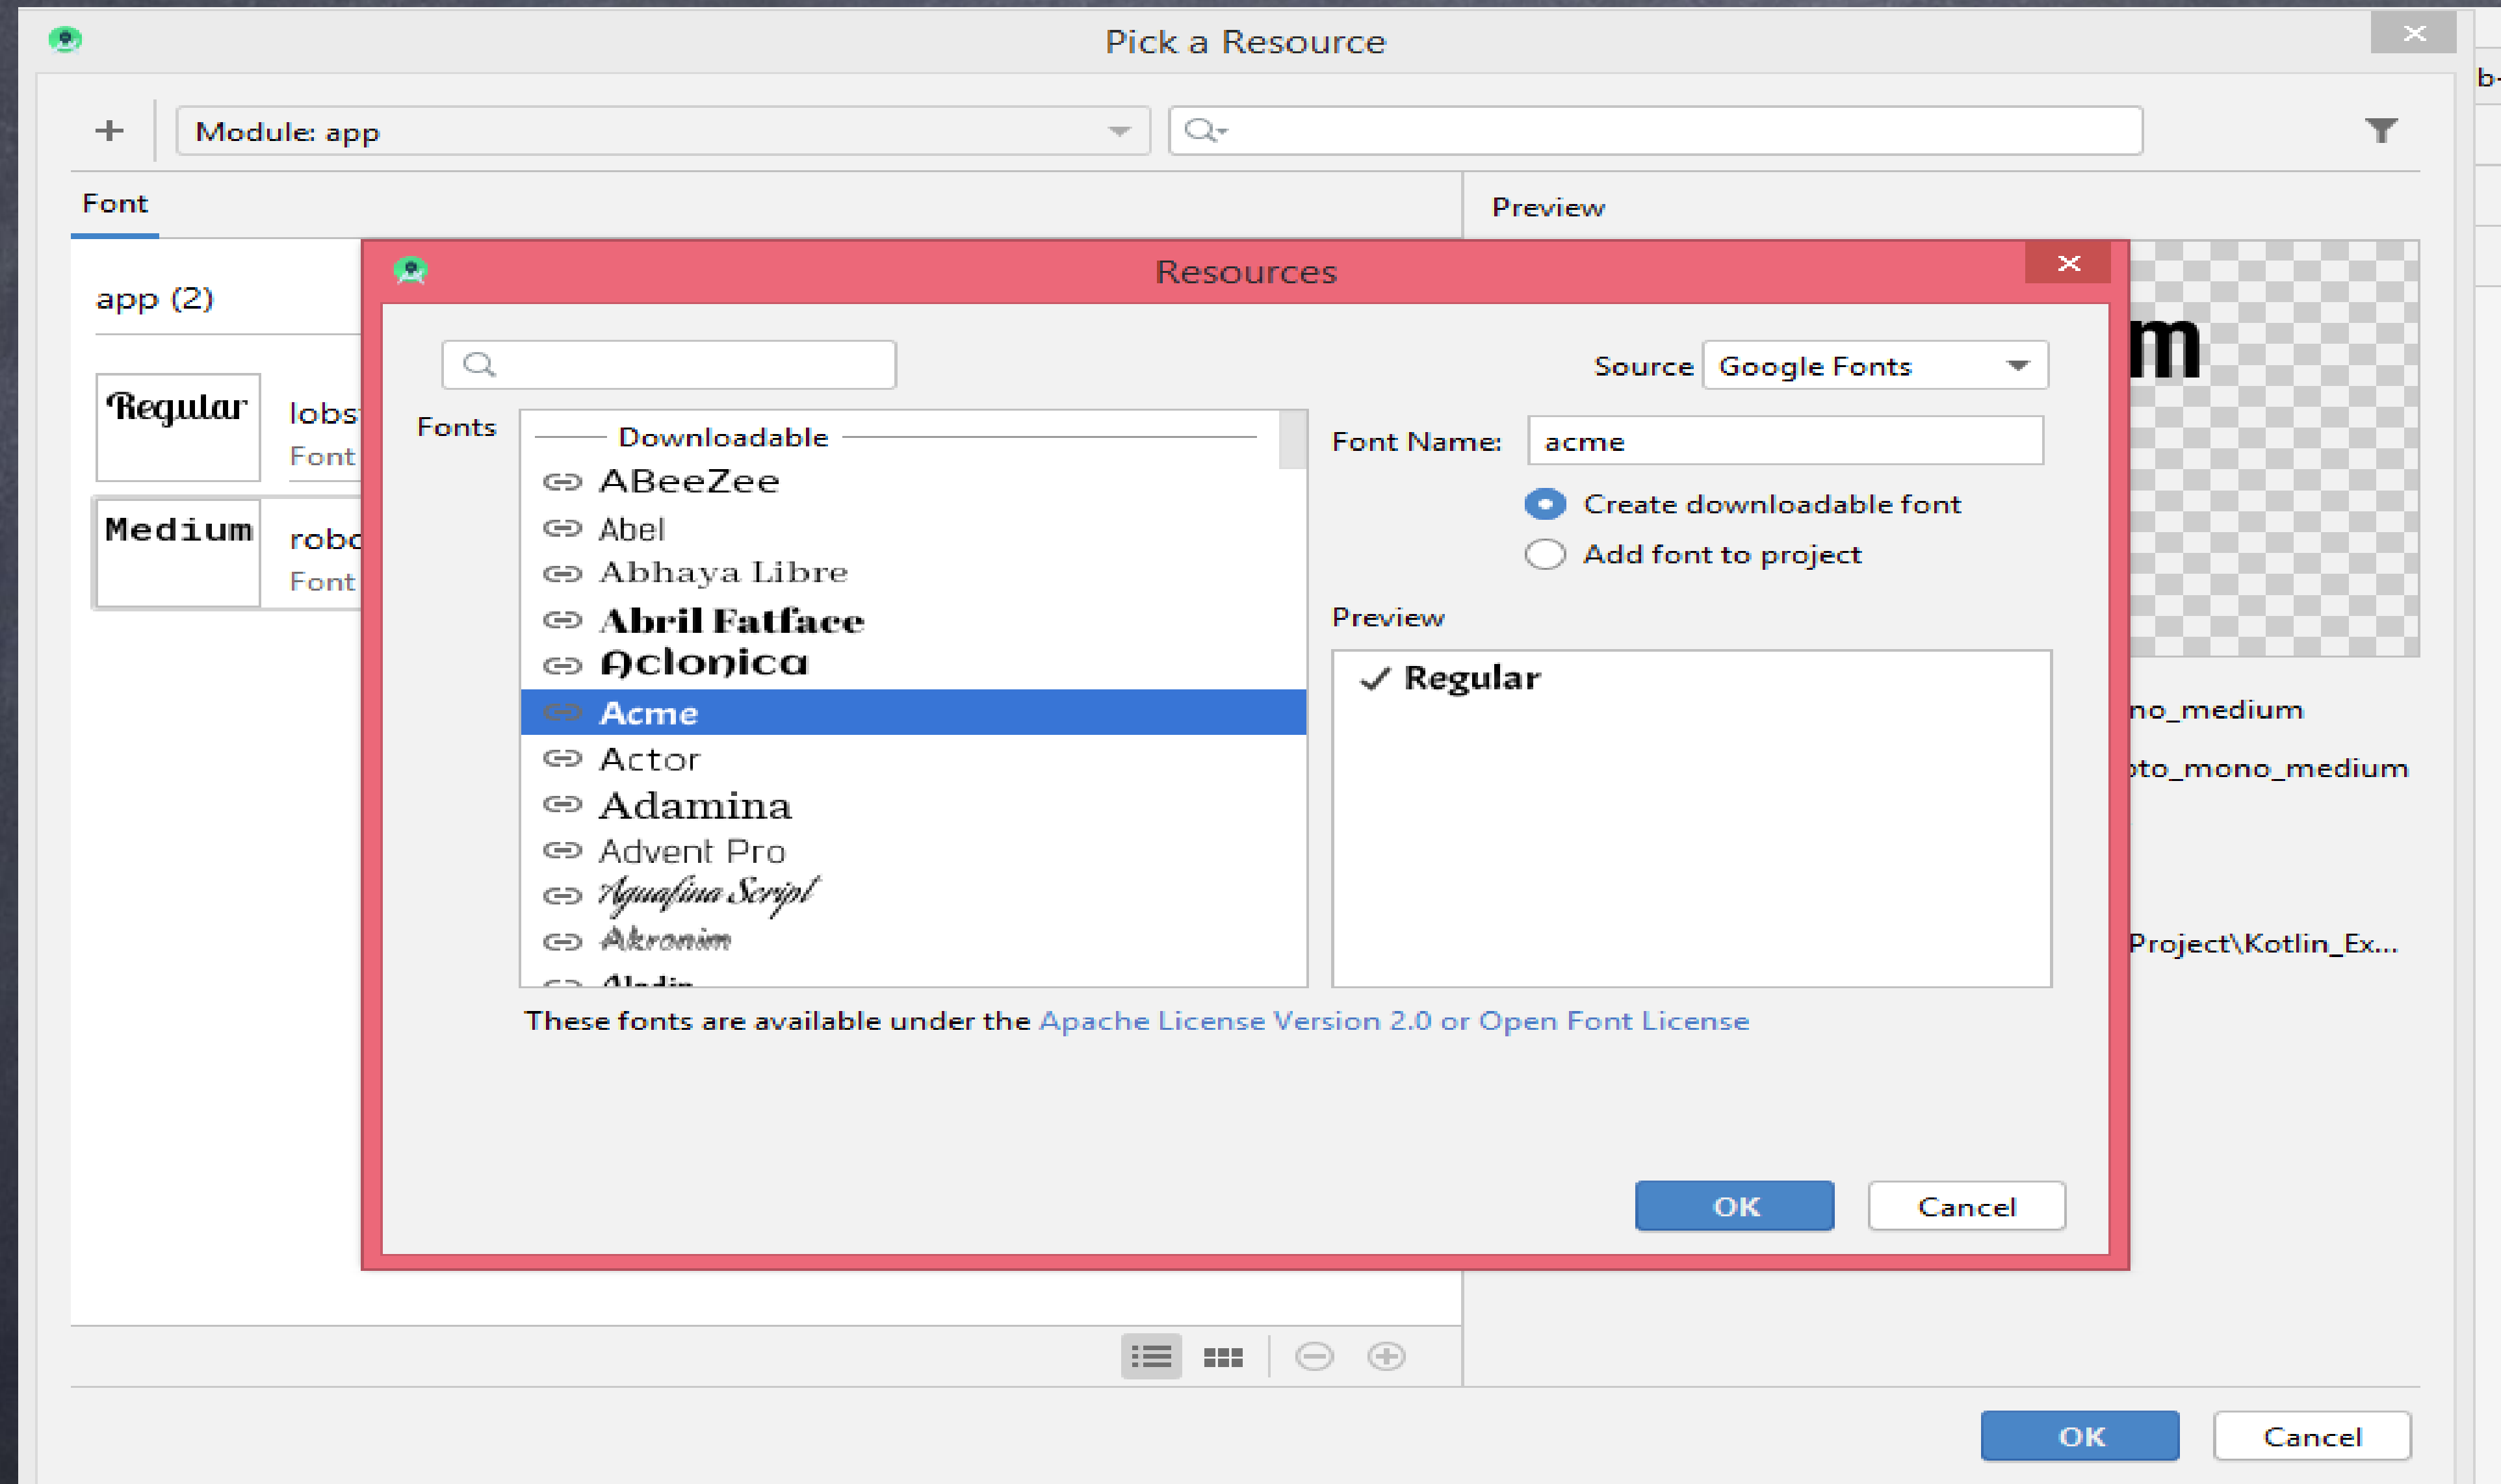 Pick a Resource
b-
Module: app
Font
Preview
app (2)
Regular
lobs
Font
Medium
robo
Font
m
no_medium
oto_mono_medium
Project\Kotlin_Ex...
Resources
Source Google Fonts
Fonts
Downloadable
ABeeZee
Abel
Abhaya Libre
Abril Fatface
Aclonica
Acme
Actor
Adamina
Advent Pro
Aguafina Script
Akronim
Aladin
Font Name: acme
Create downloadable font
Add font to project
Preview
Regular
These fonts are available under the Apache License Version 2.0 or Open Font License
OK Cancel
OK Cancel